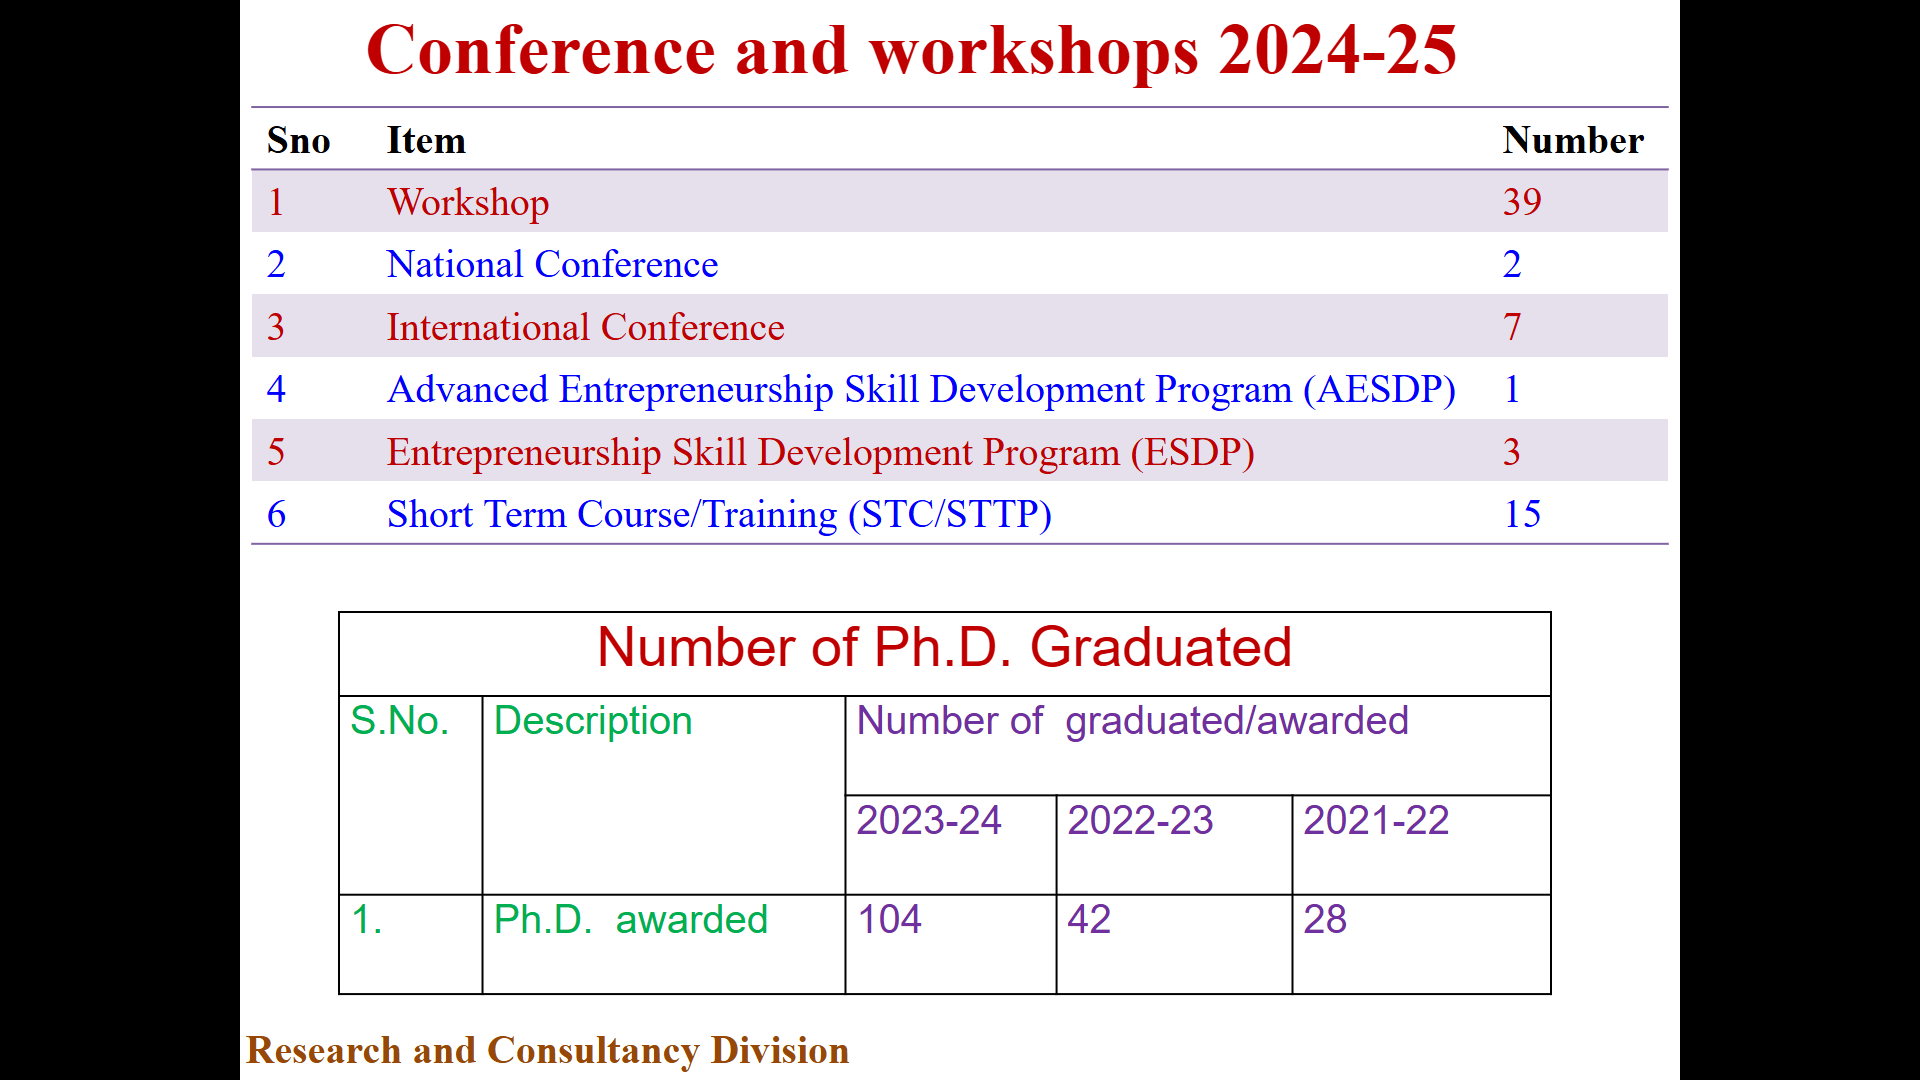 Conference and workshops 2024-25
Sno Item Number
1 Workshop 39
2 National Conference 2
3 International Conference 7
4 Advanced Entrepreneurship Skill Development Program (AESDP) 1
5 Entrepreneurship Skill Development Program (ESDP) 3
6 Short Term Course/Training (STC/STTP) 15
Number of Ph.D. Graduated
S.No. Description Number of graduated/awarded
2023-24 2022-23 2021-22
1. Ph.D. awarded 104 42 28
Research and Consultancy Division